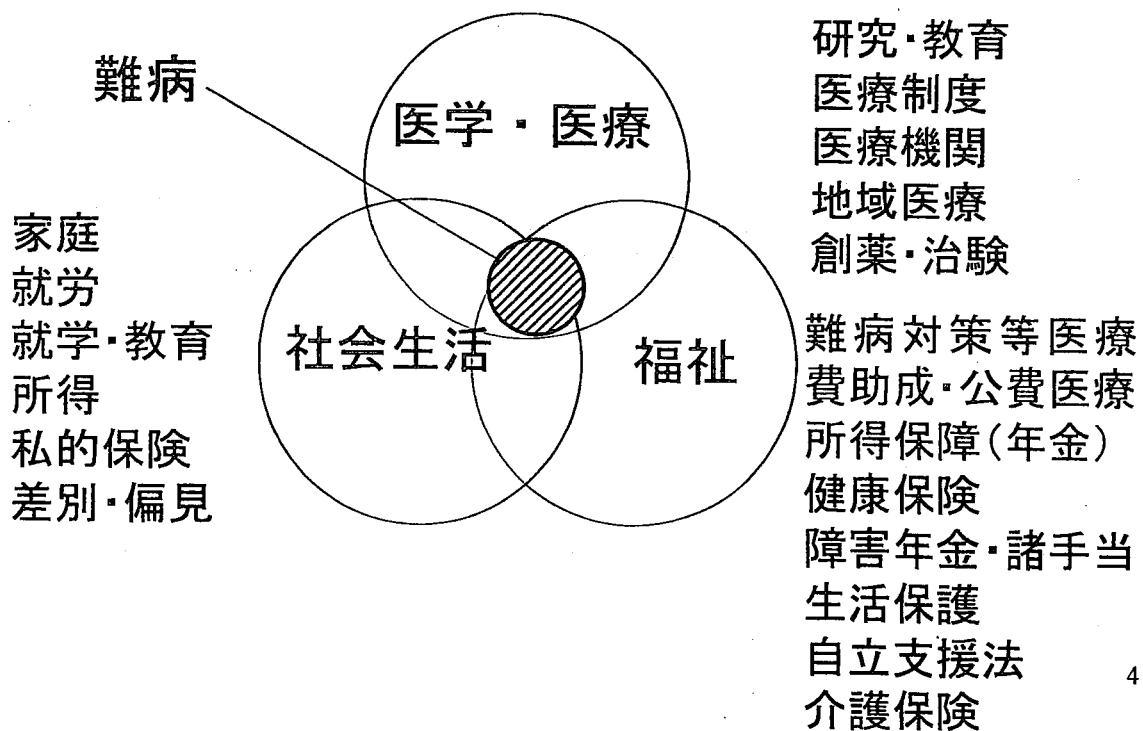 難病
医学・医療
社会生活
福祉
家庭
就労
就学・教育
所得
私的保険
差別・偏見
研究・教育
医療制度
医療機関
地域医療
創薬・治験
難病対策等医療
費助成・公費医療
所得保障(年金)
健康保険
障害年金・諸手当
生活保護
自立支援法
介護保険
4